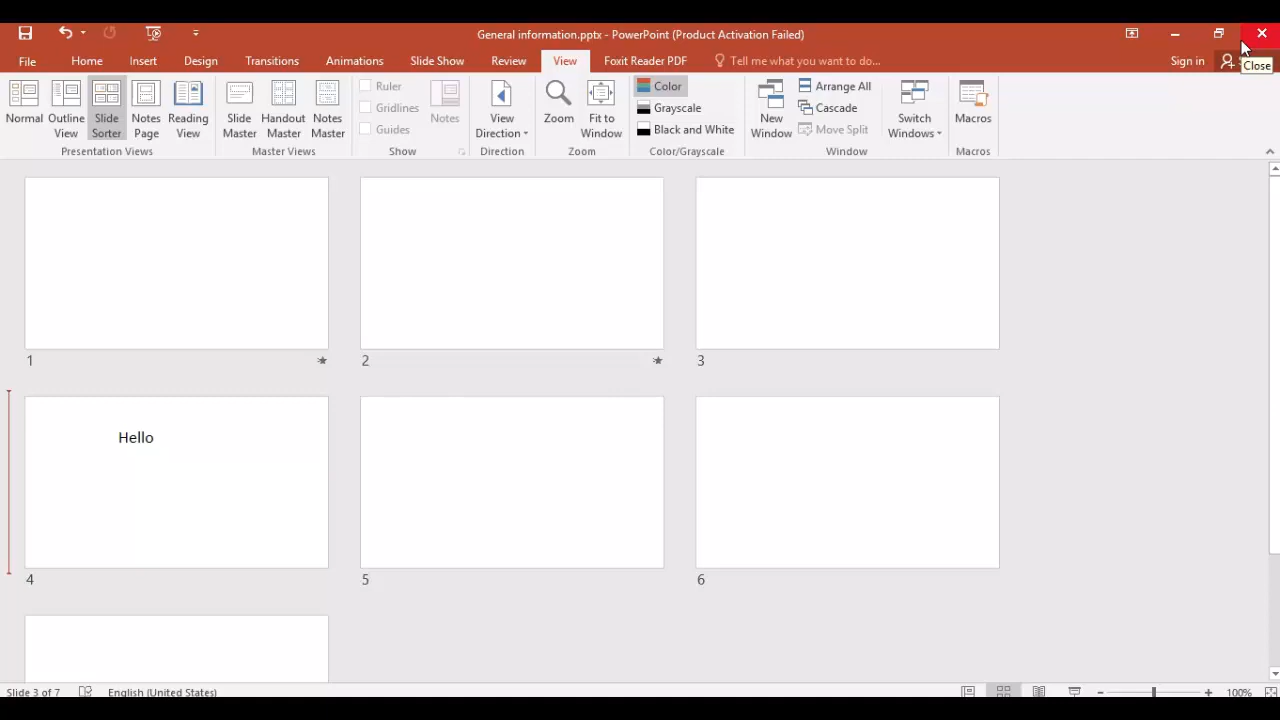 General information.pptx - PowerPoint (Product Activation Failed)
File Home Insert Design Transitions Animations Slide Show Review View Foxit Reader PDF Tell me what you want to do... Sign in
Close
Normal Outline View Slide Sorter Notes Page Reading View
Presentation Views
Slide Master Handout Master Notes Master
Master Views
Ruler
Gridlines
Guides
Notes
Show
View Direction
Direction
Zoom Fit to Window
Zoom
Color
Grayscale
Black and White
Color/Grayscale
New Window
Arrange All
Cascade
Move Split
Switch Windows
Window
Macros
Macros
1
2
3
Hello
4
5
6
Slide 3 of 7 English (United States) 100%